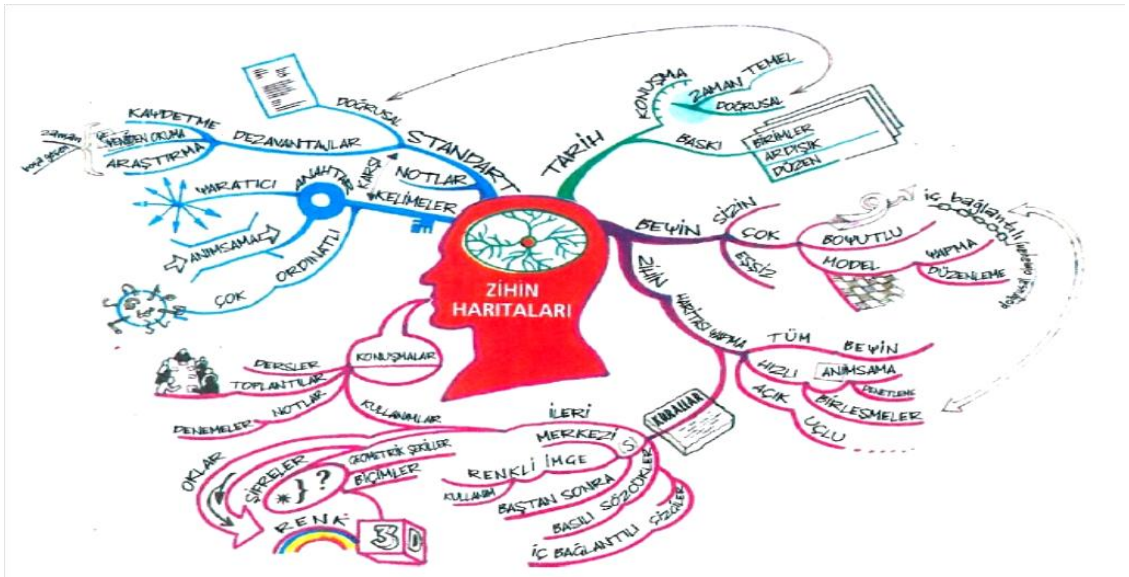 ZİHİN
HARİTALARI
TARİH
KONUŞMA
ZAMAN
TEMEL
DOĞRUSAL
BASKI
BİRİMLER
ARDIŞIK
DÜZEN
BEYİN
SİZİN
ÇOK
BOYUTLU
MODEL
YAPMA
DÜZENLEME
EŞSİZ
iç bağlantılı
ZİHİN
HARİTASI YAPMA
TÜM
BEYİN
HIZLI
ANIMSAMA
DENETLEME
BİRLEŞMELER
AÇIK
UÇLU
KURALLAR
MERKEZİ
RENKLİ İMGE
KULLANIM
BAŞTAN SONRA
BASILI SÖZCÜKLER
İÇ BAĞLANTILI ÇİZGİLER
İLERİ
OKLAR
ŞİFRELER
* } ?
GEOMETRİK ŞEKİLLER
BİÇİMLER
RENK
3D
KULLANIMLAR
KONUŞMALAR
DERSLER
TOPLANTILAR
NOTLAR
DENEMELER
STANDART
NOTLAR
DOĞRUSAL
DEZAVANTAJLAR
KAYDETME
YENİDEN OKUMA
ARAŞTIRMA
zaman
KARŞI
ANAHTAR
KELİMELER
YARATICI
ANIMSAMA
ÇOK
ORDINATLI